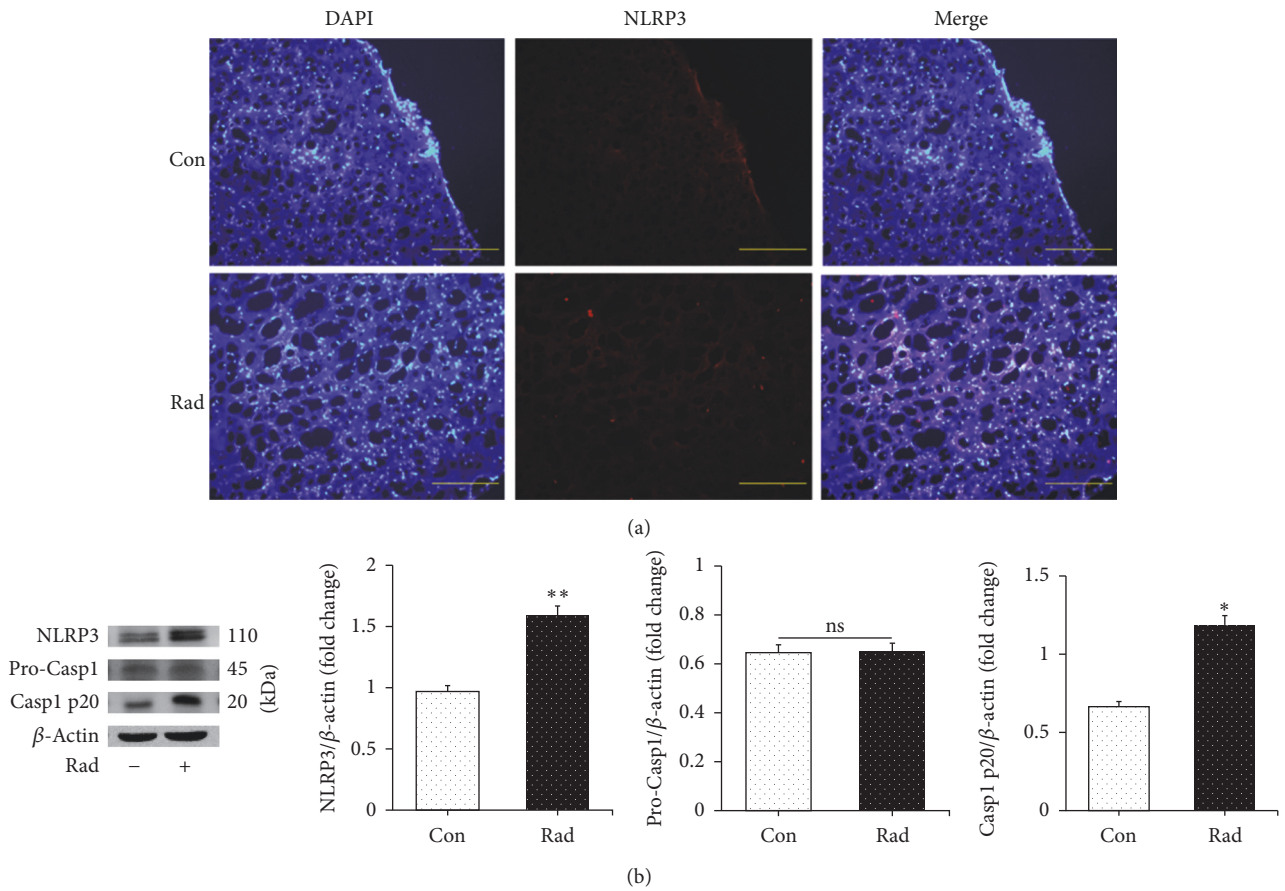 DAPI NLRP3 Merge
Con
Rad
(a)
NLRP3 110
Pro-Casp1 45
Casp1 p20 20
(kDa)
β-Actin
Rad − +
NLRP3/β-actin (fold change)
2
1.5
1
0.5
0
**
Con Rad
Pro-Casp1/β-actin (fold change)
1
0.8
0.6
0.4
0.2
0
ns
Con Rad
Casp1 p20/β-actin (fold change)
1.5
1
0.5
0
*
Con Rad
(b)